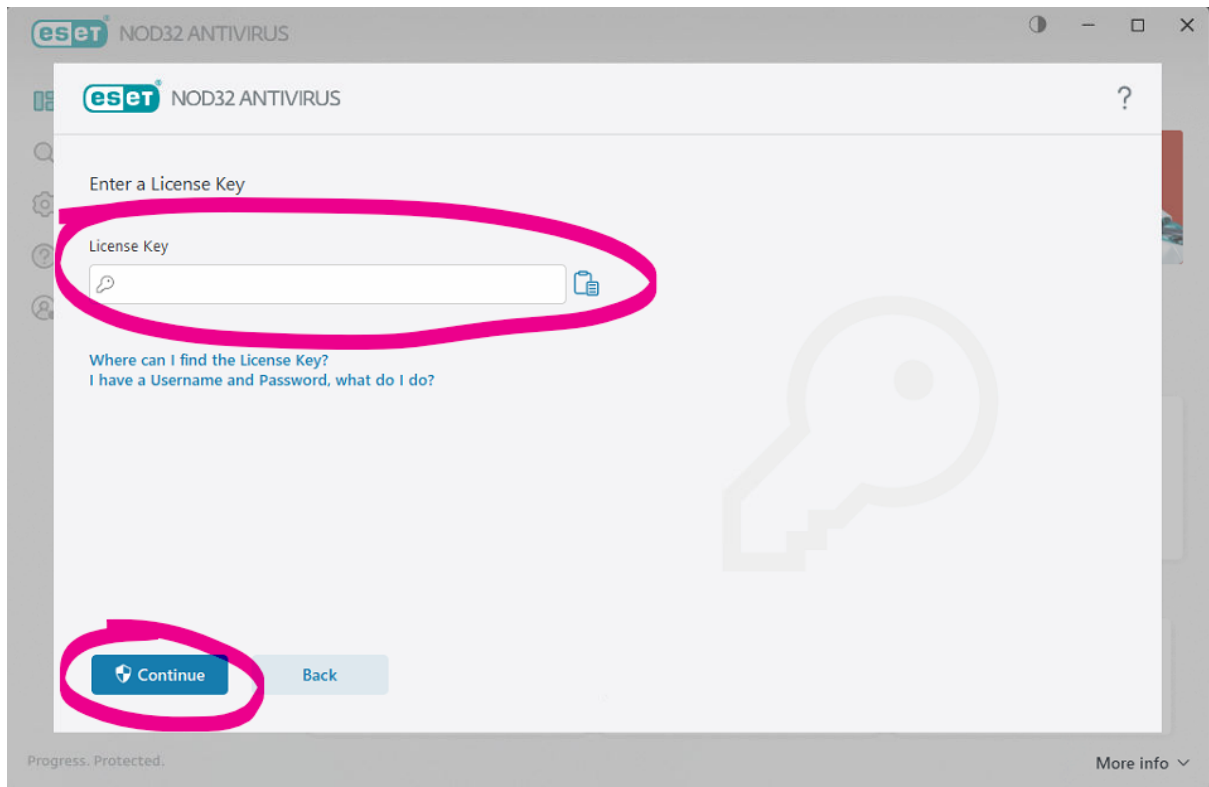 eset® NOD32 ANTIVIRUS
eset® NOD32 ANTIVIRUS
?
Enter a License Key
License Key
Where can I find the License Key?
I have a Username and Password, what do I do?
Continue Back
Progress. Protected. More info